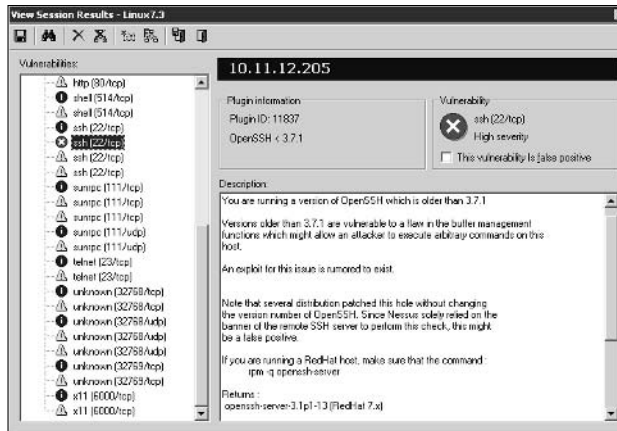 View Session Results - Linux7.3
Vulnerabilities:
http (80/tcp)
shell (514/tcp)
shell (514/tcp)
ssh (22/tcp)
ssh (22/tcp)
ssh (22/tcp)
ssh (22/tcp)
sunrpc (111/tcp)
sunrpc (111/tcp)
sunrpc (111/tcp)
sunrpc (111/udp)
sunrpc (111/udp)
telnet (23/tcp)
telnet (23/tcp)
unknown (32768/tcp)
unknown (32768/tcp)
unknown (32768/udp)
unknown (32768/udp)
unknown (32769/tcp)
unknown (32769/tcp)
x11 (6000/tcp)
x11 (6000/tcp)
10.11.12.205
Plugin information
Plugin ID: 11837
OpenSSH < 3.7.1
Vulnerability
ssh (22/tcp)
High severity
This vulnerability is false positive
Description:
You are running a version of OpenSSH which is older than 3.7.1
Versions older than 3.7.1 are vulnerable to a flaw in the buffer management
functions which might allow an attacker to execute arbitrary commands on this
host.
An exploit for this issue is rumored to exist.
Note that several distribution patched this hole without changing
the version number of OpenSSH. Since Nessus solely relied on the
banner of the remote SSH server to perform this check, this might
be a false positive.
If you are running a RedHat host, make sure that the command :
rpm -q openssh-server
Returns :
openssh-server-3.1p1-13 (RedHat 7.x)